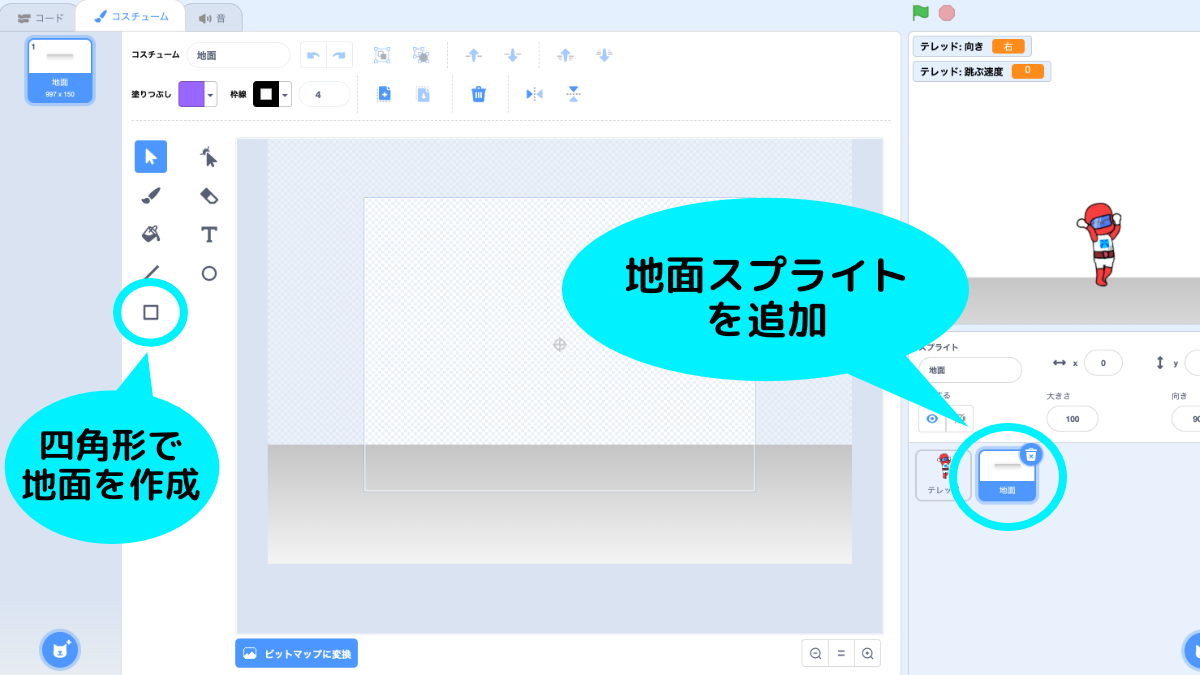 コード
コスチューム
音
1
地面
997 x 150
コスチューム
地面
塗りつぶし
枠線
4
T
テレッド: 向き 右
テレッド: 跳ぶ速度 0
地面スプライト
を追加
四角形で
地面を作成
スプライト
地面
x 0
y
る
大きさ
100
向き
90
テレッ
地面
ビットマップに変換